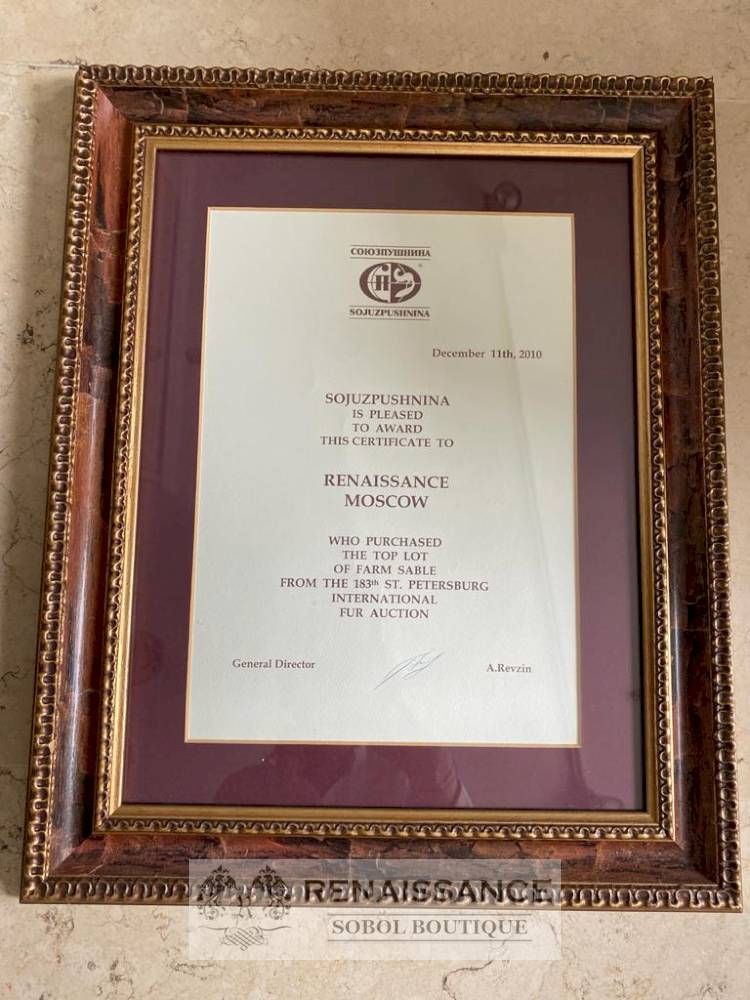 СОЮЗПУШНИНА
П
®
SOJUZPUSHNINA
December 11th, 2010
SOJUZPUSHNINA
IS PLEASED
TO AWARD
THIS CERTIFICATE TO
RENAISSANCE
MOSCOW
WHO PURCHASED
THE TOP LOT
OF FARM SABLE
FROM THE 183th ST. PETERSBURG
INTERNATIONAL
FUR AUCTION
General Director A.Revzin
RENAISSANCE
SOBOL BOUTIQUE